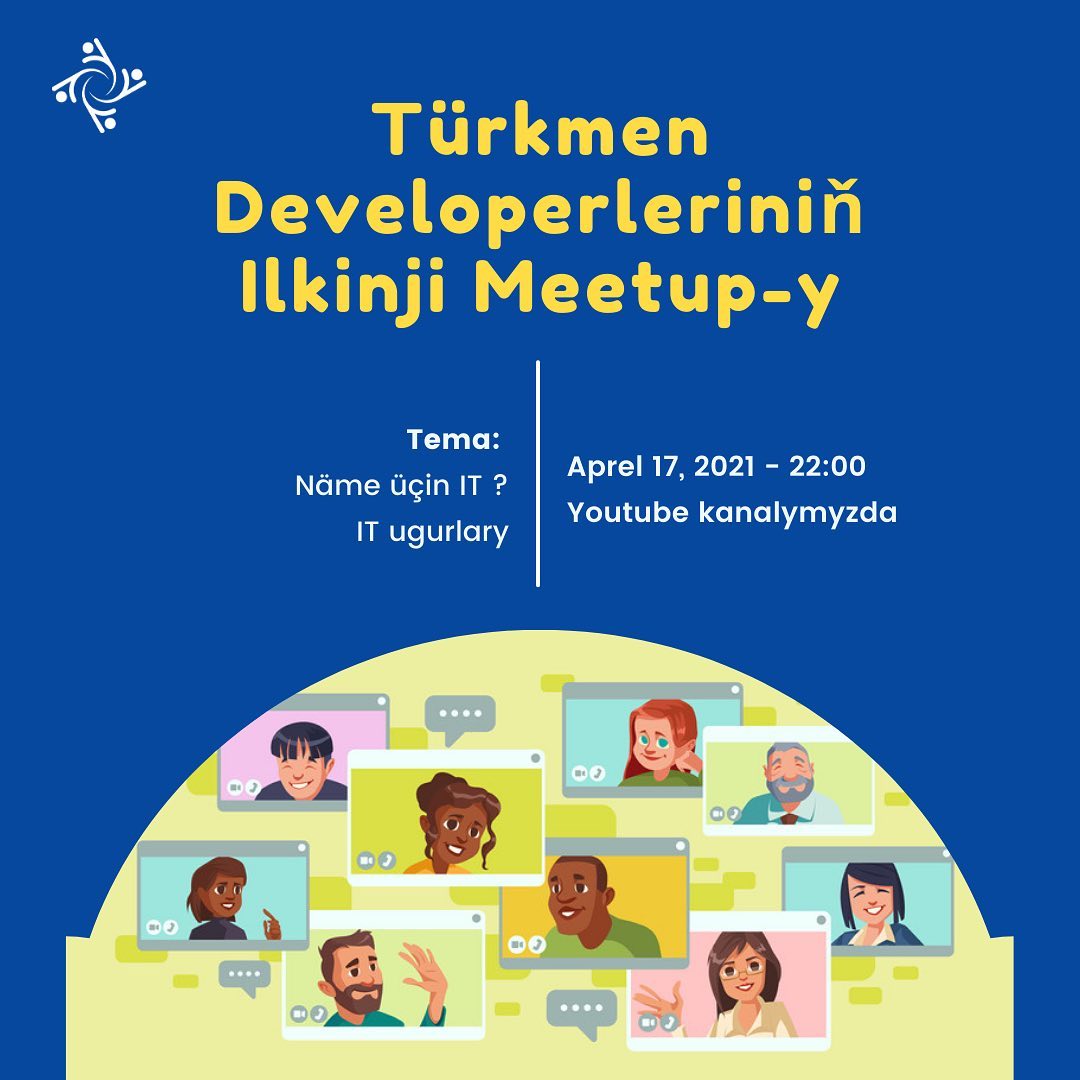 Türkmen
Developerleriniň
Ilkinji Meetup-y
Tema:
Näme üçin IT ?
IT ugurlary
Aprel 17, 2021 - 22:00
Youtube kanalymyzda